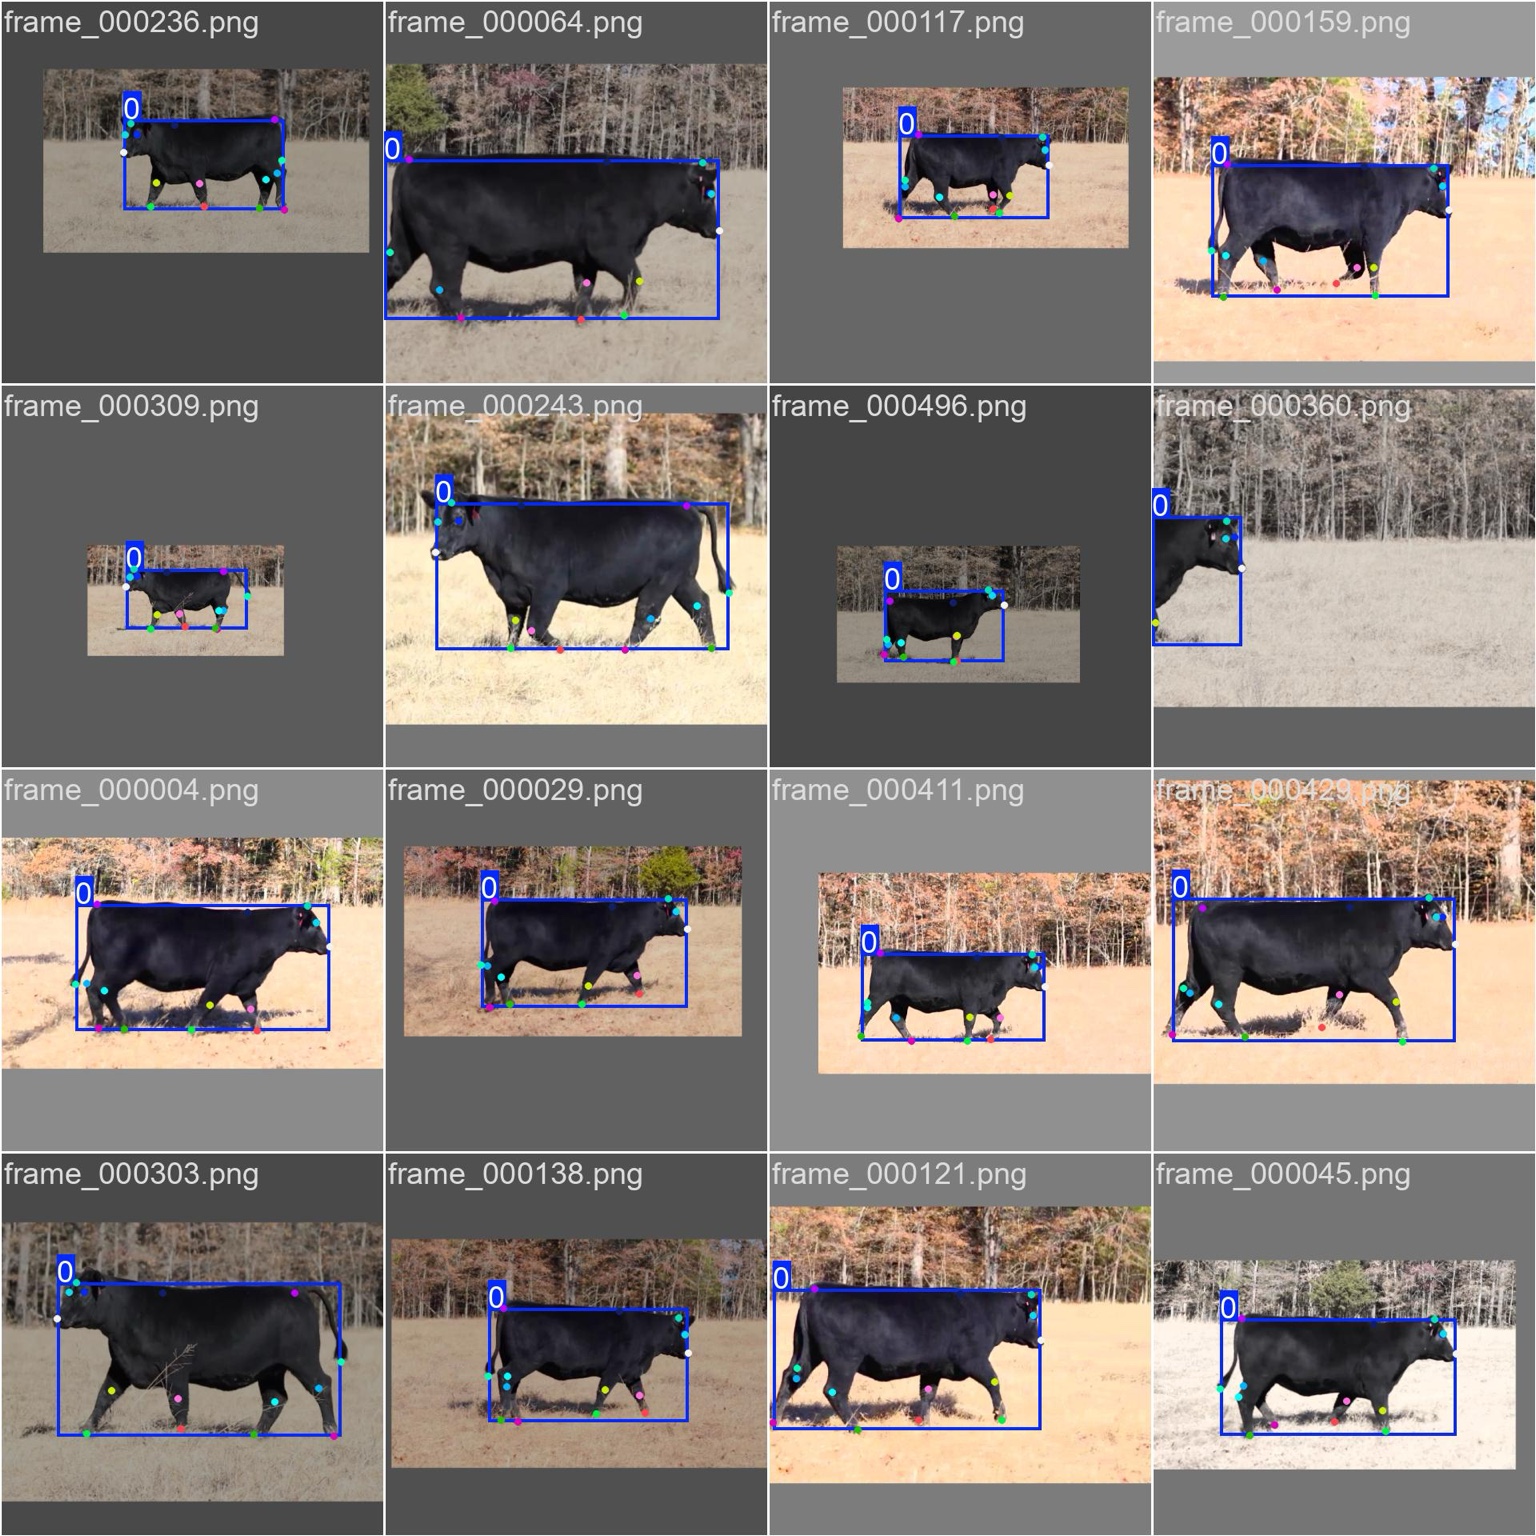 frame_000236.png
frame_000064.png
frame_000117.png
frame_000159.png
0
0
0
0
frame_000309.png
frame_000243.png
frame_000496.png
frame_000360.png
0
0
0
0
frame_000004.png
frame_000029.png
frame_000411.png
frame_000429.png
0
0
0
0
frame_000303.png
frame_000138.png
frame_000121.png
frame_000045.png
0
0
0
0